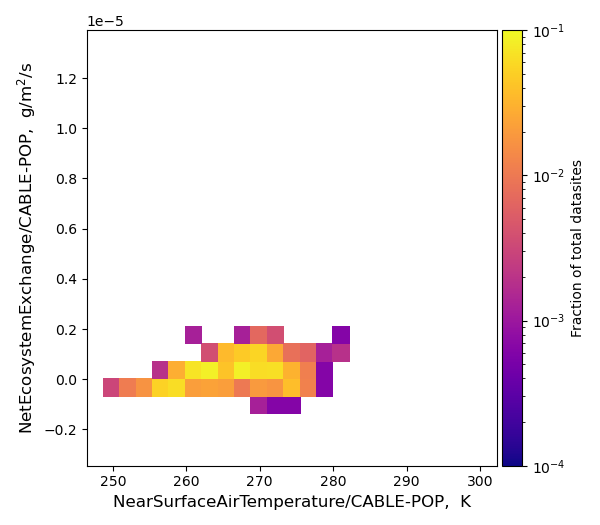 1e−5
1.2
1.0
0.8
0.6
0.4
0.2
0.0
−0.2
250 260 270 280 290 300
NearSurfaceAirTemperature/CABLE-POP,  K
NetEcosystemExchange/CABLE-POP,  g/m²/s
10⁻¹
10⁻²
10⁻³
10⁻⁴
Fraction of total datasites